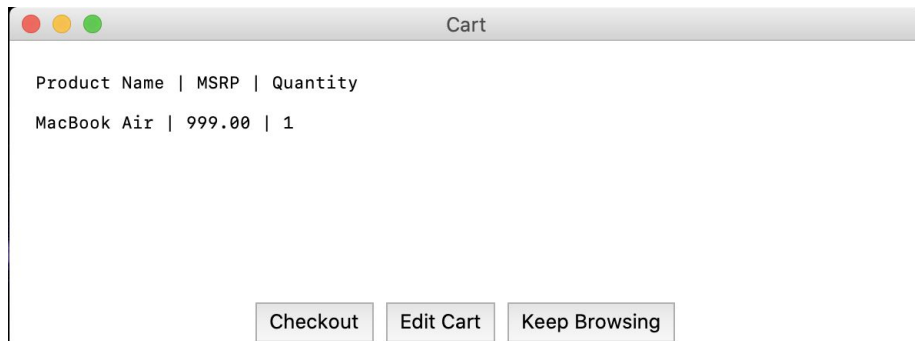 Cart
Product Name | MSRP | Quantity
MacBook Air | 999.00 | 1
Checkout Edit Cart Keep Browsing